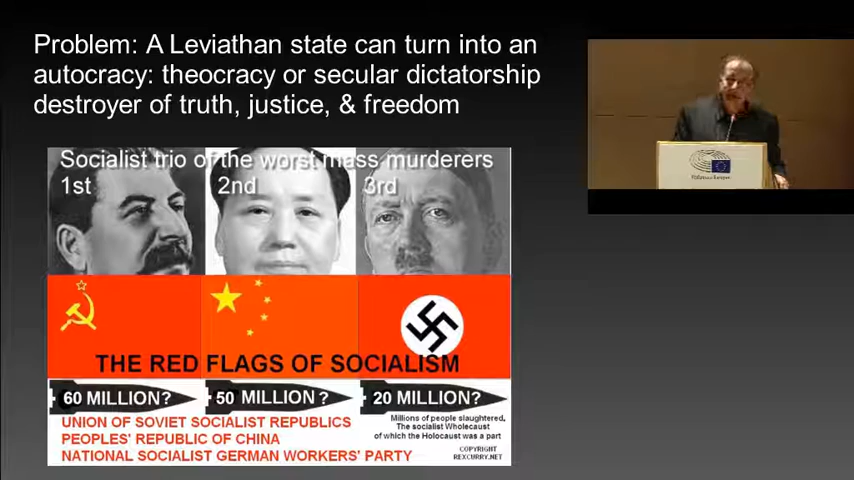 Problem: A Leviathan state can turn into an
autocracy: theocracy or secular dictatorship
destroyer of truth, justice, & freedom
Socialist trio of the worst mass murderers
1st 2nd 3rd
THE RED FLAGS OF SOCIALISM
60 MILLION? 50 MILLION ? 20 MILLION?
UNION OF SOVIET SOCIALIST REPUBLICS
PEOPLES' REPUBLIC OF CHINA
NATIONAL SOCIALIST GERMAN WORKERS' PARTY
Millions of people slaughtered,
The socialist Wholecaust
of which the Holocaust was a part
COPYRIGHT
REXCURRY.NET